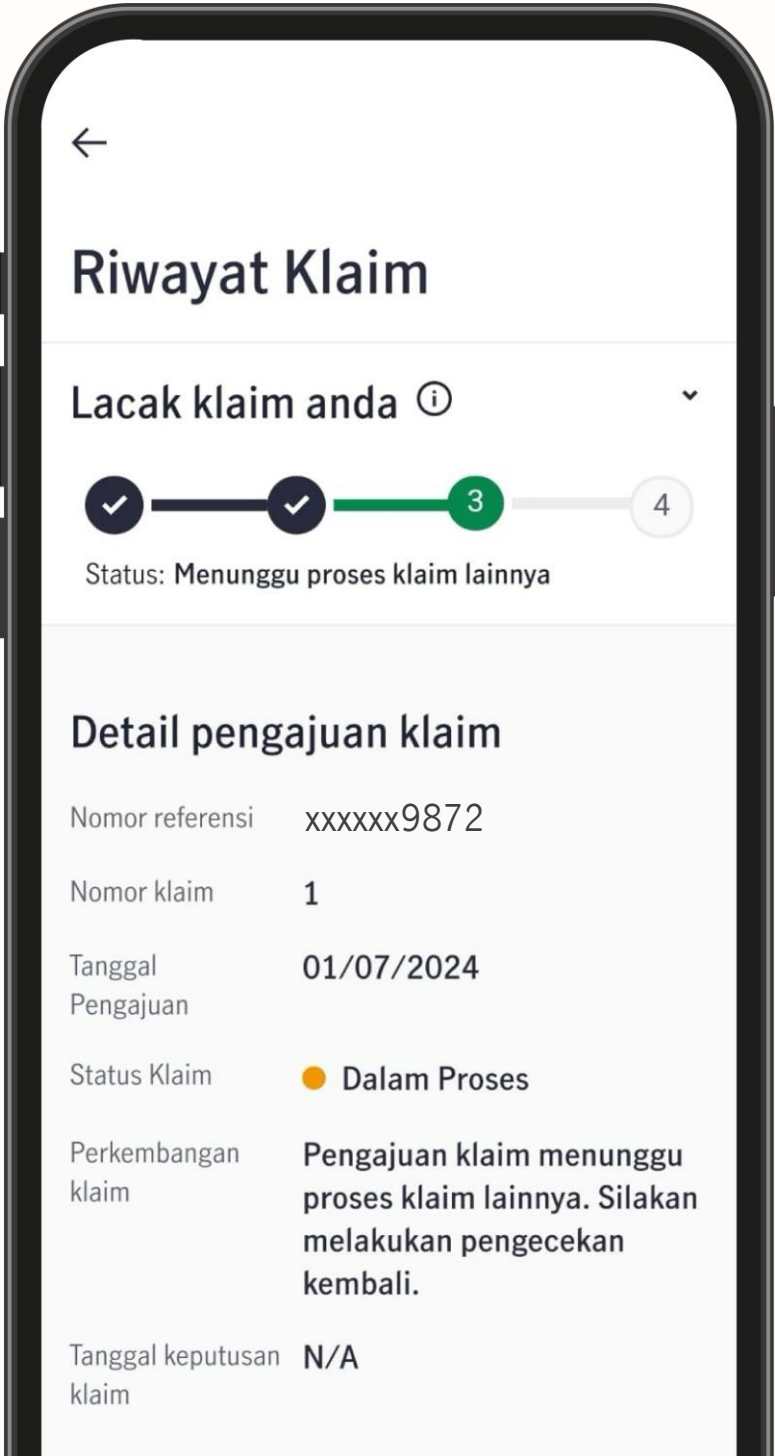 Riwayat Klaim
Lacak klaim anda
3
4
Status: Menunggu proses klaim lainnya
Detail pengajuan klaim
Nomor referensi xxxxxx9872
Nomor klaim 1
Tanggal
Pengajuan
01/07/2024
Status Klaim Dalam Proses
Perkembangan
klaim
Pengajuan klaim menunggu
proses klaim lainnya. Silakan
melakukan pengecekan
kembali.
Tanggal keputusan
klaim
N/A